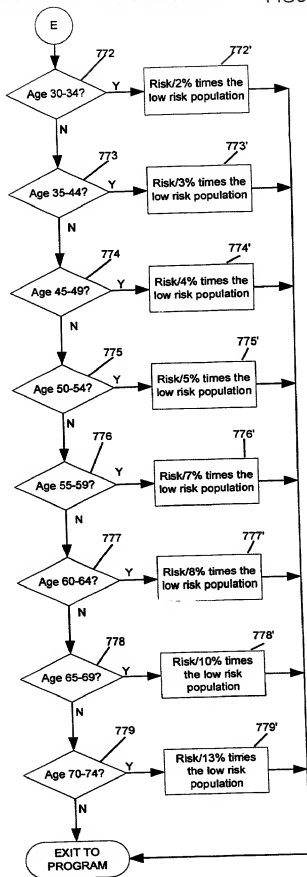 FIG
E
772
772'
Age 30-34?
Y
Risk/2% times the
low risk population
N
773
773'
Age 35-44?
Y
Risk/3% times the
low risk population
N
774
774'
Age 45-49?
Y
Risk/4% times the
low risk population
N
775
775'
Age 50-54?
Y
Risk/5% times the
low risk population
N
776
776'
Age 55-59?
Y
Risk/7% times the
low risk population
N
777
777'
Age 60-64?
Y
Risk/8% times the
low risk population
N
778
778'
Age 65-69?
Y
Risk/10% times
the low risk
population
N
779
779'
Age 70-74?
Y
Risk/13% times
the low risk
population
N
EXIT TO
PROGRAM